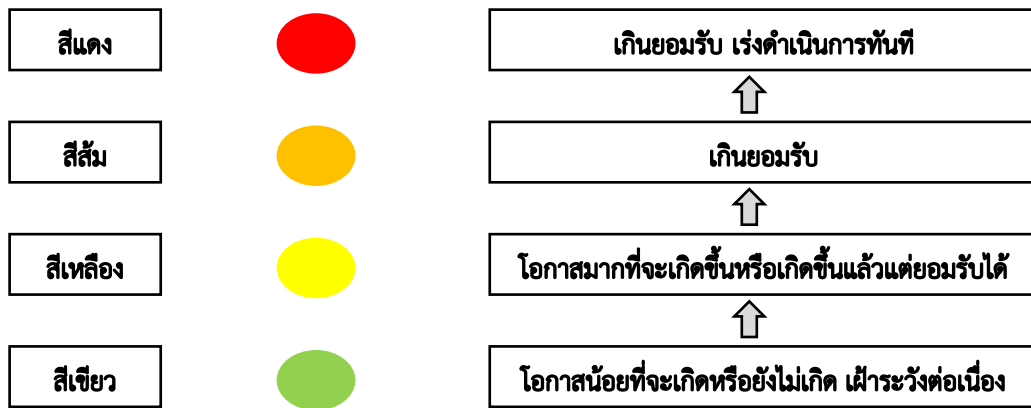 สีแดง
เกินยอมรับ เร่งดำเนินการทันที
สีส้ม
เกินยอมรับ
สีเหลือง
โอกาสมากที่จะเกิดขึ้นหรือเกิดขึ้นแล้วแต่ยอมรับได้
สีเขียว
โอกาสน้อยที่จะเกิดหรือยังไม่เกิด เฝ้าระวังต่อเนื่อง